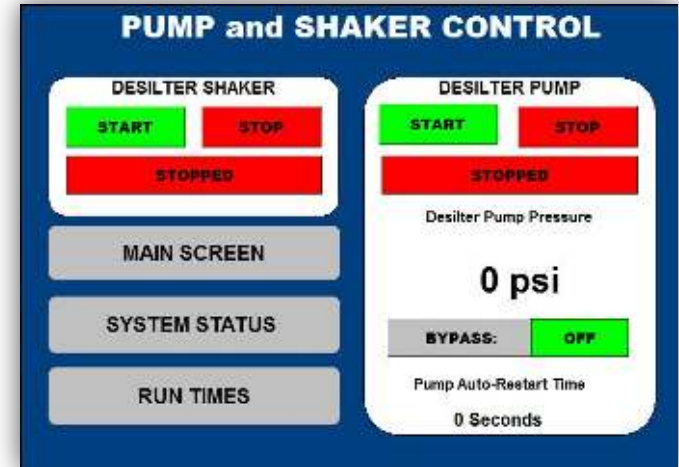 PUMP and SHAKER CONTROL
DESILTER SHAKER
START STOP
STOPPED
MAIN SCREEN
SYSTEM STATUS
RUN TIMES
DESILTER PUMP
START STOP
STOPPED
Desilter Pump Pressure
0 psi
BYPASS: OFF
Pump Auto-Restart Time
0 Seconds